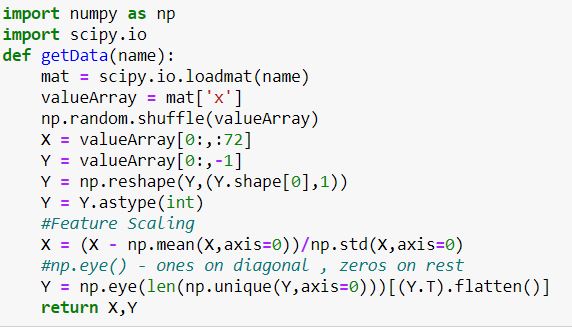 import numpy as np
import scipy.io
def getData(name):
    mat = scipy.io.loadmat(name)
    valueArray = mat['x']
    np.random.shuffle(valueArray)
    X = valueArray[0:,:72]
    Y = valueArray[0:,-1]
    Y = np.reshape(Y,(Y.shape[0],1))
    Y = Y.astype(int)
    #Feature Scaling
    X = (X - np.mean(X,axis=0))/np.std(X,axis=0)
    #np.eye() - ones on diagonal , zeros on rest
    Y = np.eye(len(np.unique(Y,axis=0)))[(Y.T).flatten()]
    return X,Y